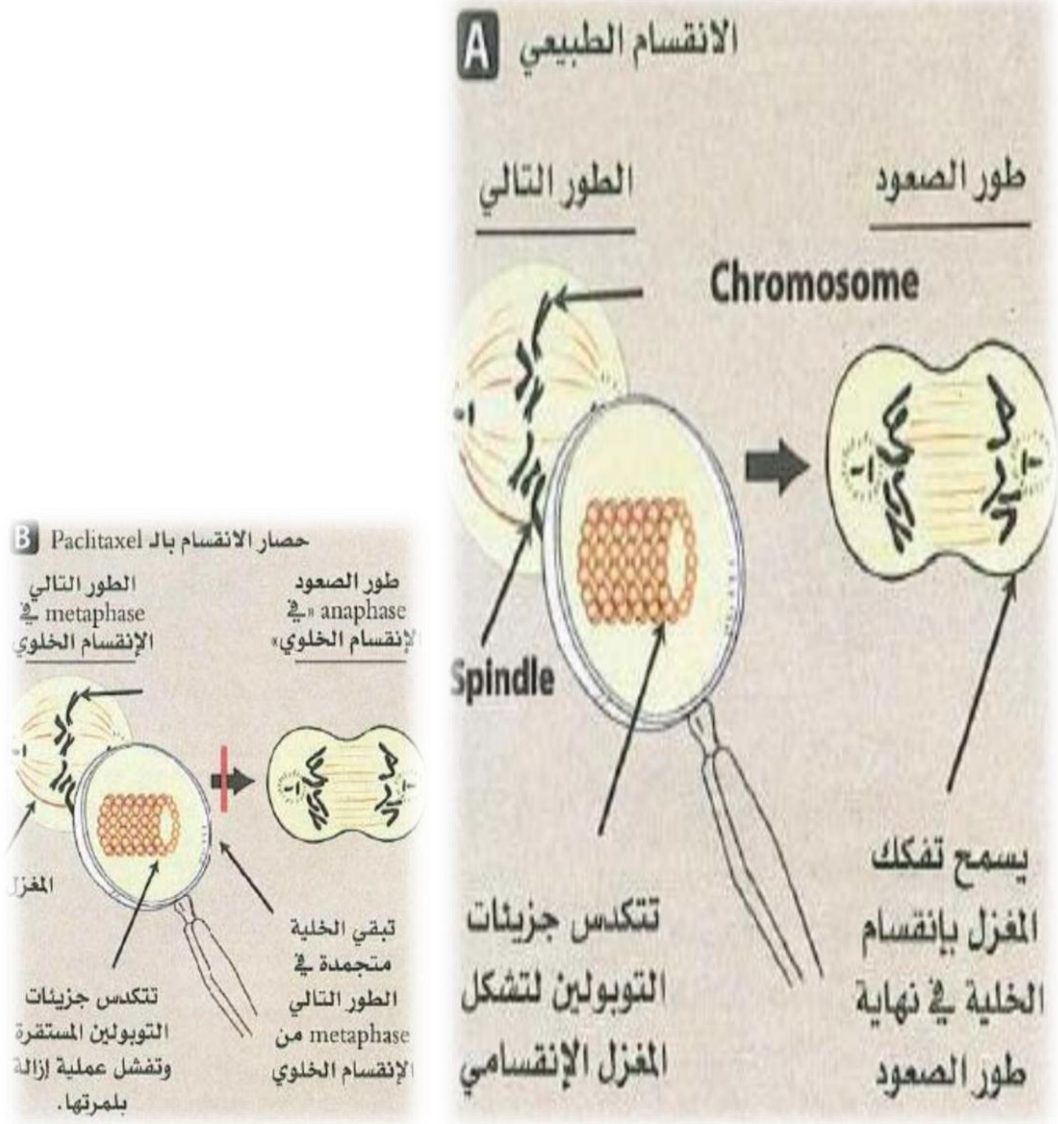 A الانقسام الطبيعي
الطور التالي
طور الصعود
Chromosome
Spindle
تتكدس جزيئات
التوبولين لتشكل
المغزل الإنقسامي
يسمح تفكك
المغزل بإنقسام
الخلية في نهاية
طور الصعود
B حصار الانقسام بالـ Paclitaxel
الطور التالي
metaphase في
الإنقسام الخلوي
طور الصعود
anaphase «في
الإنقسام الخلوي»
المغزل
تتكدس جزيئات
التوبولين المستقرة
وتفشل عملية إزالة
بلمرتها.
تبقي الخلية
متجمدة في
الطور التالي
metaphase من
الإنقسام الخلوي